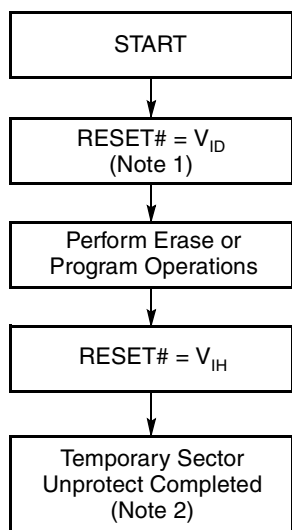 START
RESET# = VID
(Note 1)
Perform Erase or
Program Operations
RESET# = VIH
Temporary Sector
Unprotect Completed
(Note 2)